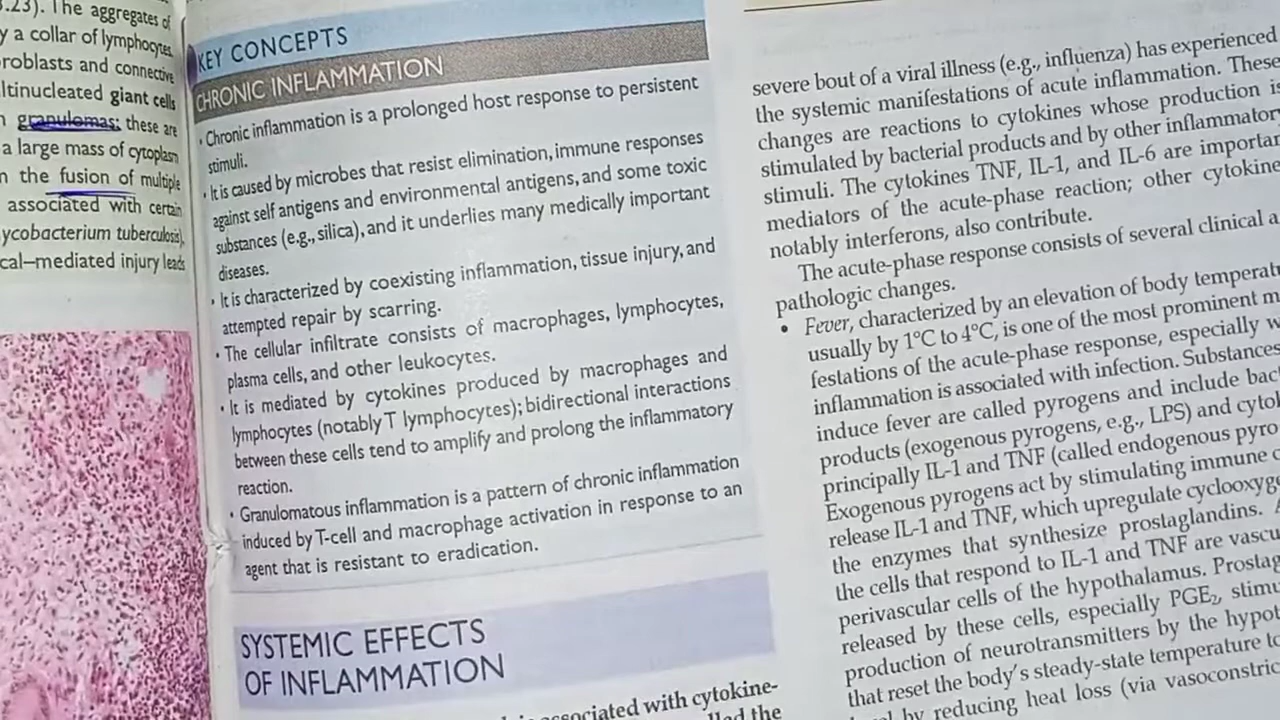 .23). The aggregates of
y a collar of lymphocytes.
roblasts and connective
ltinucleated giant cells
n granulomas; these are
a large mass of cytoplasm
n the fusion of multiple
associated with certain
ycobacterium tuberculosis).
cal–mediated injury leads
KEY CONCEPTS
CHRONIC INFLAMMATION
• Chronic inflammation is a prolonged host response to persistent
stimuli.
• It is caused by microbes that resist elimination, immune responses
against self antigens and environmental antigens, and some toxic
substances (e.g., silica), and it underlies many medically important
diseases.
• It is characterized by coexisting inflammation, tissue injury, and
attempted repair by scarring.
• The cellular infiltrate consists of macrophages, lymphocytes,
plasma cells, and other leukocytes.
• It is mediated by cytokines produced by macrophages and
lymphocytes (notably T lymphocytes); bidirectional interactions
between these cells tend to amplify and prolong the inflammatory
reaction.
• Granulomatous inflammation is a pattern of chronic inflammation
induced by T-cell and macrophage activation in response to an
agent that is resistant to eradication.
SYSTEMIC EFFECTS
OF INFLAMMATION
associated with cytokine-
the
severe bout of a viral illness (e.g., influenza) has experienced
the systemic manifestations of acute inflammation. These
changes are reactions to cytokines whose production is
stimulated by bacterial products and by other inflammatory
stimuli. The cytokines TNF, IL-1, and IL-6 are importan
mediators of the acute-phase reaction; other cytokine
notably interferons, also contribute.
The acute-phase response consists of several clinical a
pathologic changes.
• Fever, characterized by an elevation of body temperat
usually by 1°C to 4°C, is one of the most prominent m
festations of the acute-phase response, especially w
inflammation is associated with infection. Substances
induce fever are called pyrogens and include bac
products (exogenous pyrogens, e.g., LPS) and cytok
principally IL-1 and TNF (called endogenous pyro
Exogenous pyrogens act by stimulating immune c
release IL-1 and TNF, which upregulate cyclooxyge
the enzymes that synthesize prostaglandins.
the cells that respond to IL-1 and TNF are vascu
perivascular cells of the hypothalamus. Prostag
released by these cells, especially PGE₂, stimu
production of neurotransmitters by the hypot
that reset the body's steady-state temperature to
by reducing heat loss (via vasoconstric